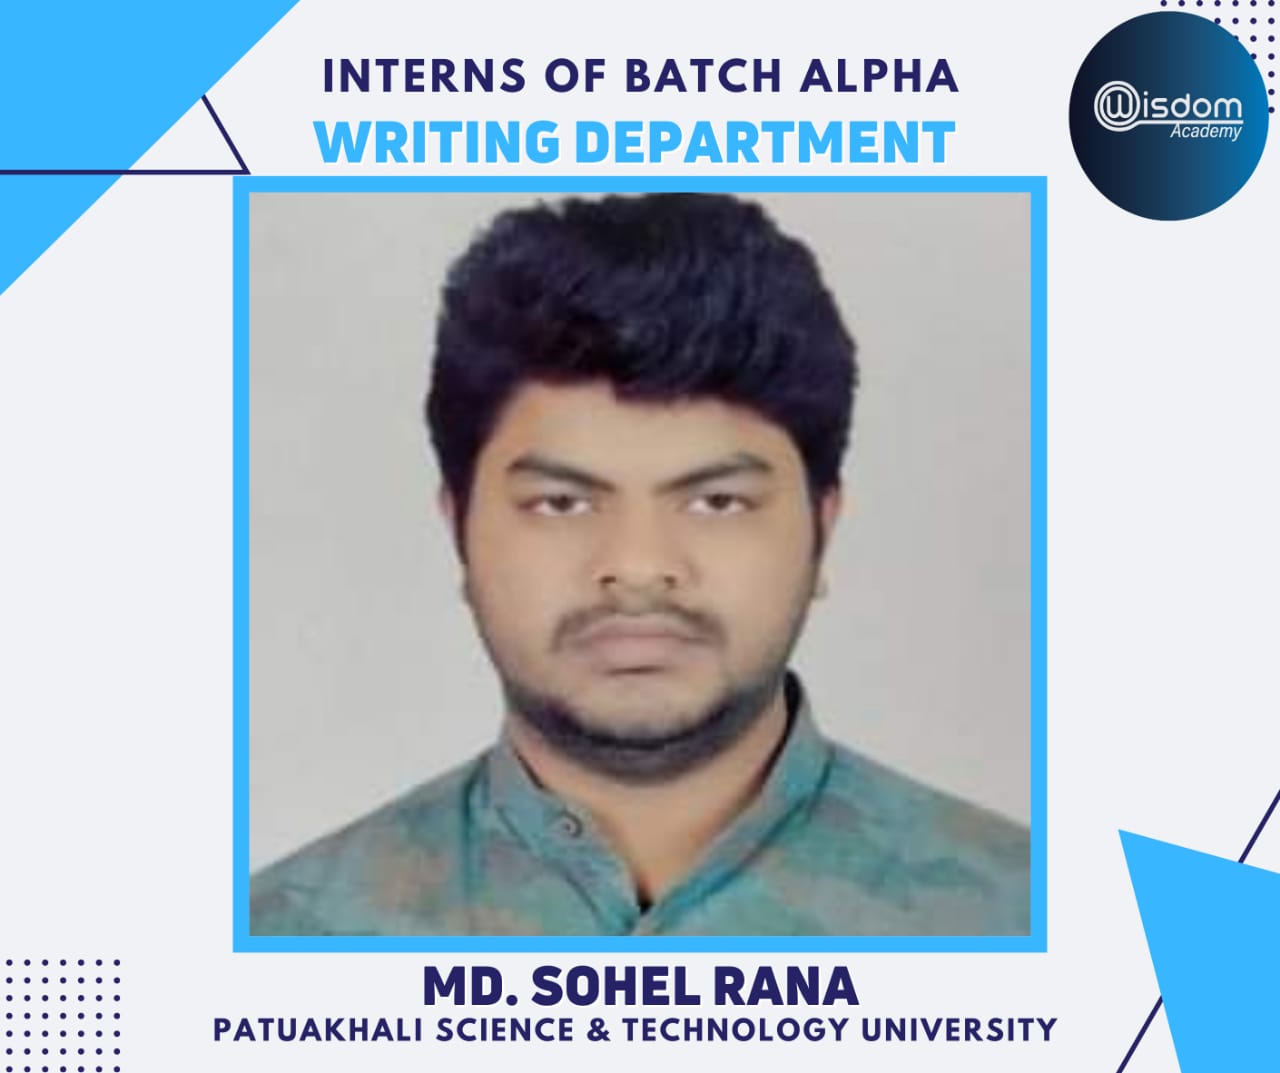 INTERNS OF BATCH ALPHA
WRITING DEPARTMENT
Wisdom
Academy
MD. SOHEL RANA
PATUAKHALI SCIENCE & TECHNOLOGY UNIVERSITY